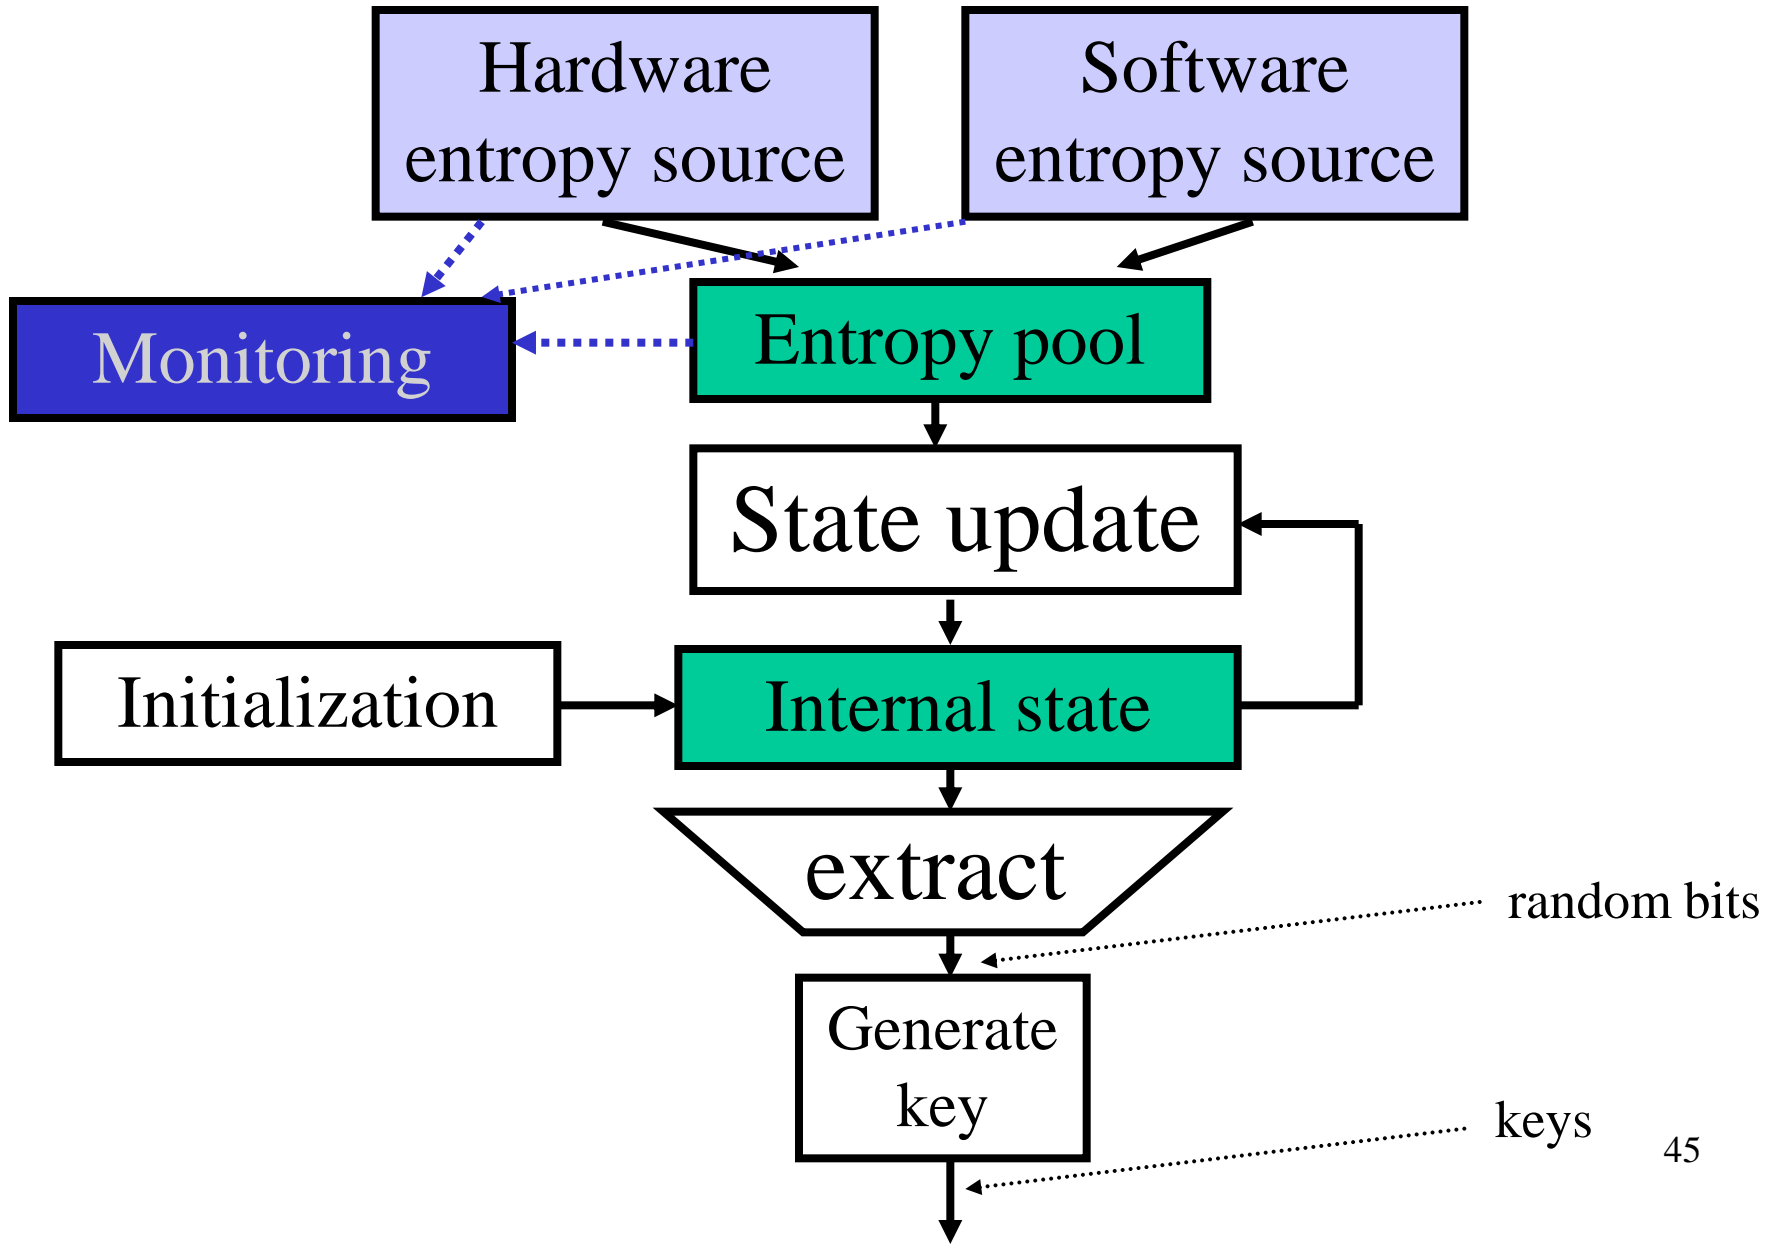 Hardware
entropy source
Software
entropy source
Monitoring
Entropy pool
State update
Initialization
Internal state
extract
random bits
Generate
key
keys
45